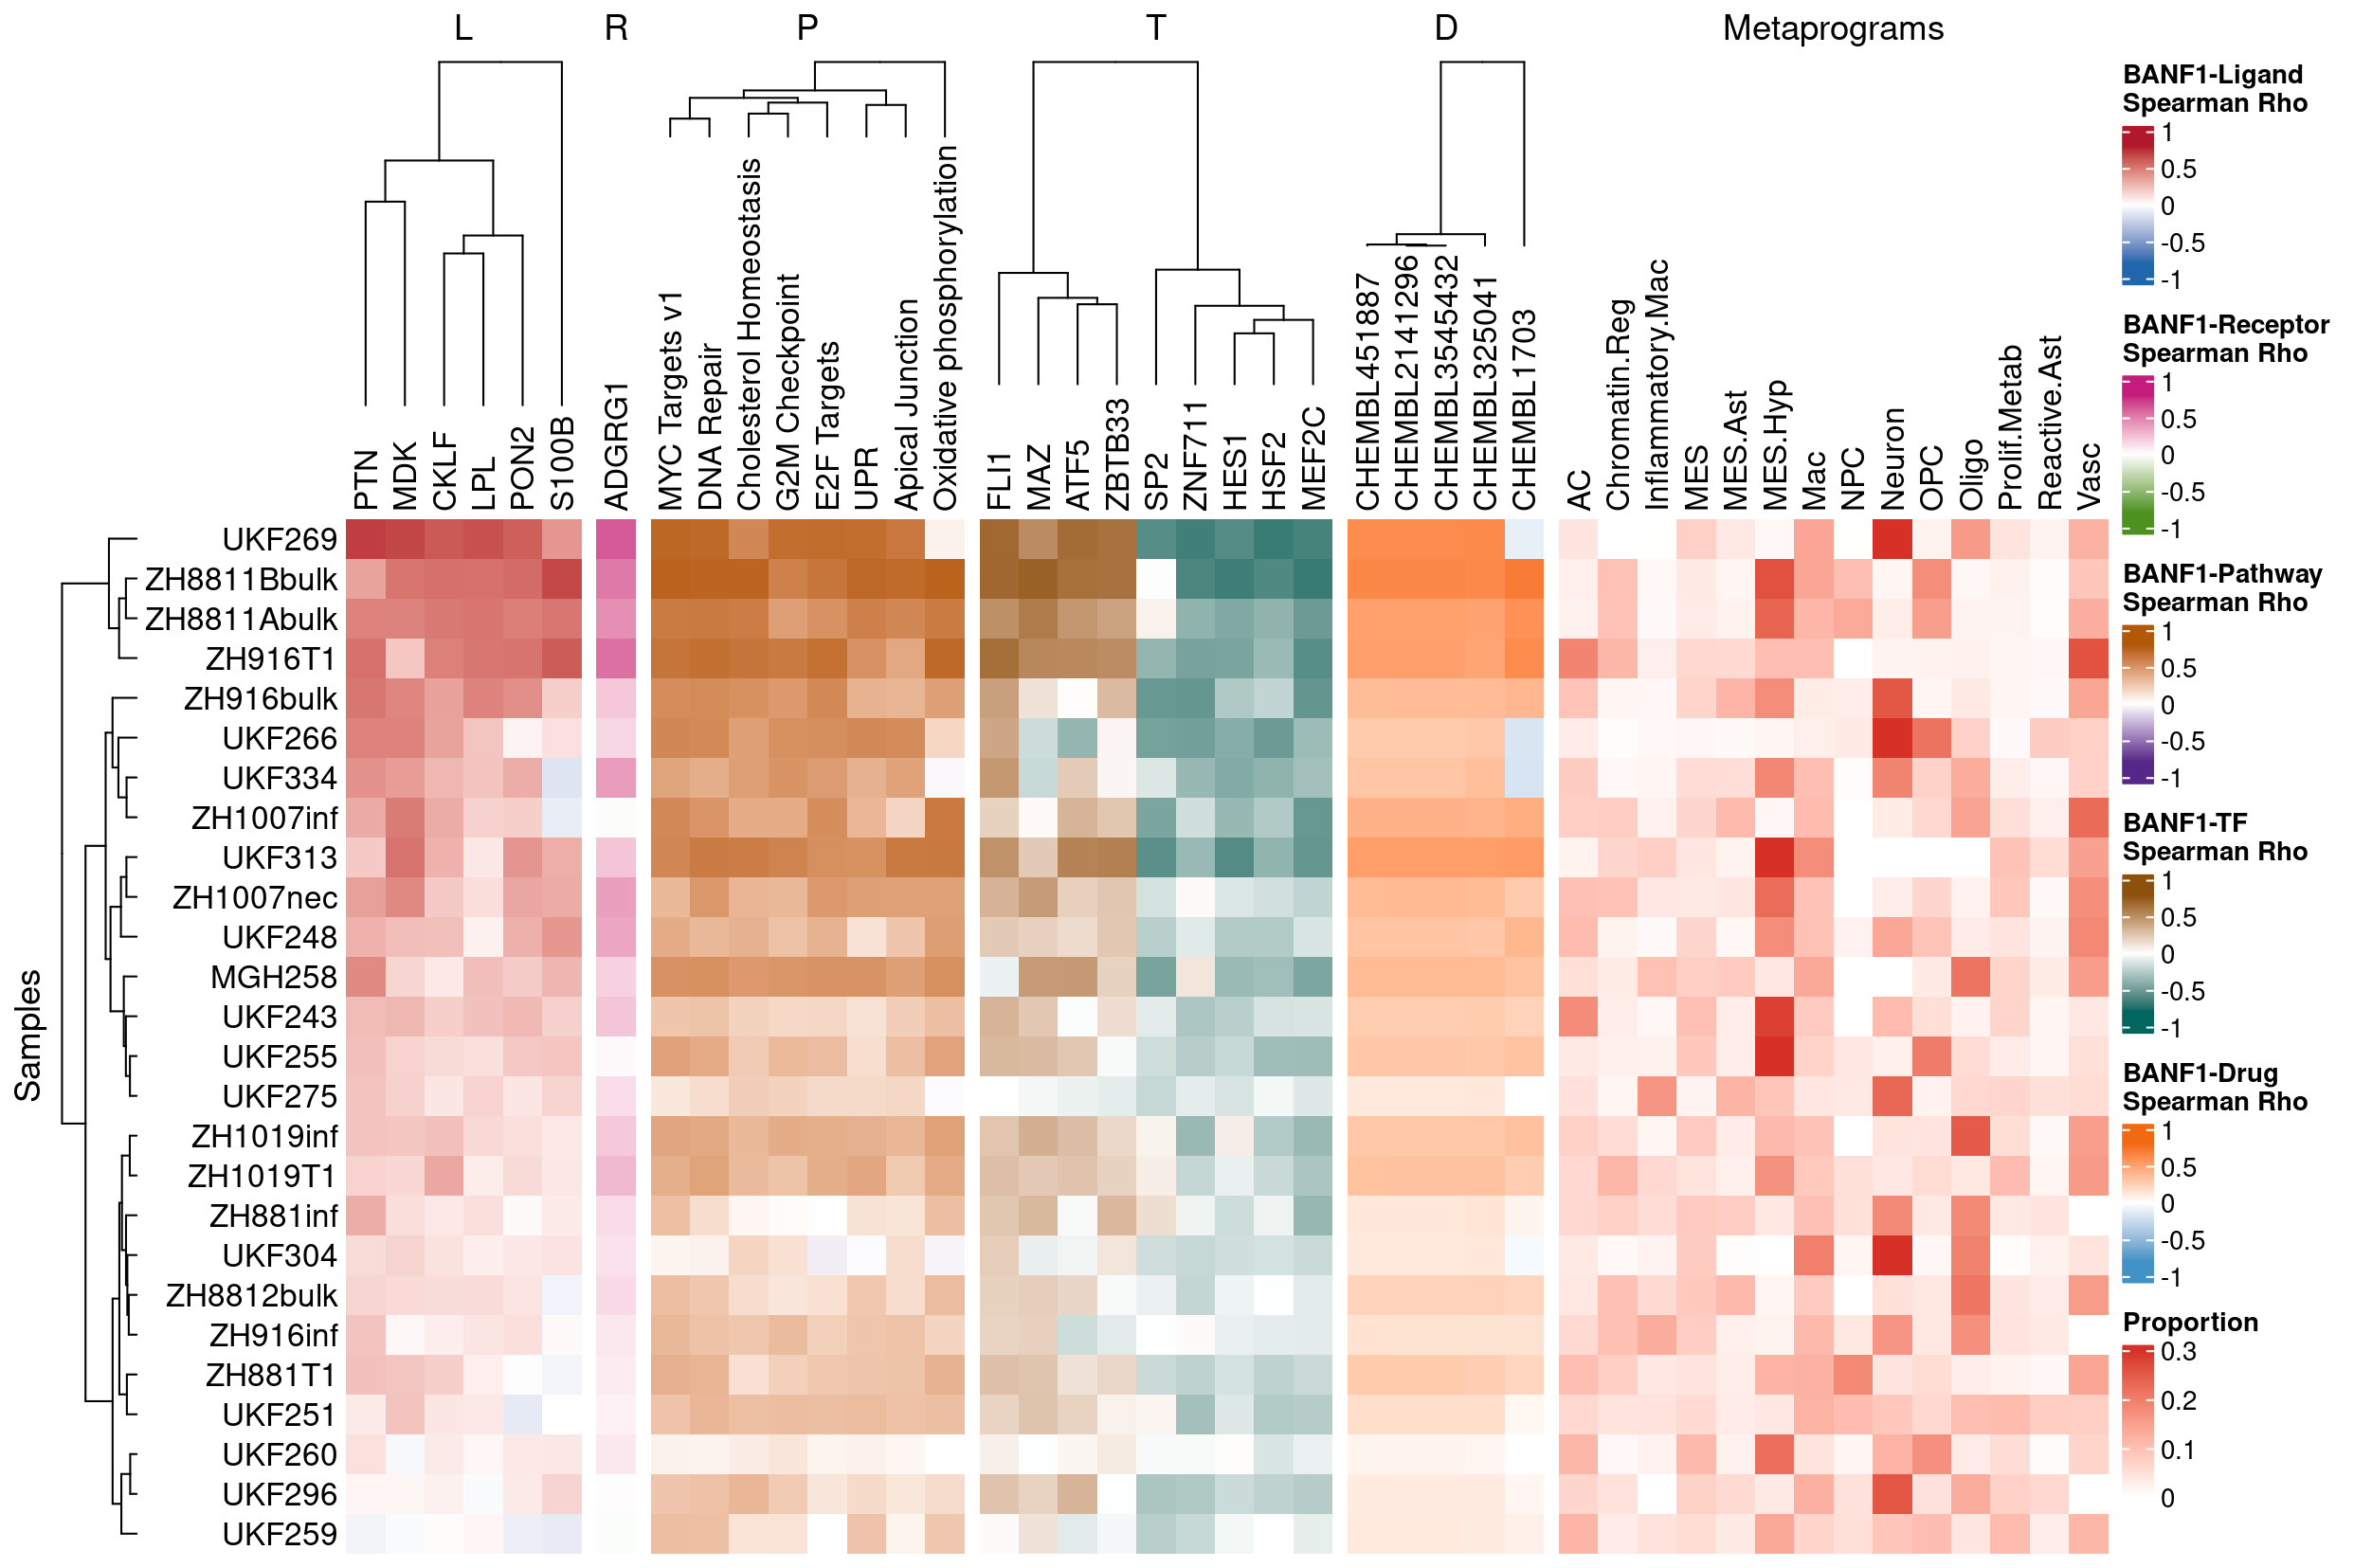 L
R
P
T
D
Metaprograms
PTN
MDK
CKLF
LPL
PON2
S100B
ADGRG1
MYC Targets v1
DNA Repair
Cholesterol Homeostasis
G2M Checkpoint
E2F Targets
UPR
Apical Junction
Oxidative phosphorylation
FLI1
MAZ
ATF5
ZBTB33
SP2
ZNF711
HES1
HSF2
MEF2C
CHEMBL451887
CHEMBL2141296
CHEMBL3545432
CHEMBL325041
CHEMBL1703
AC
Chromatin.Reg
Inflammatory.Mac
MES
MES.Ast
MES.Hyp
Mac
NPC
Neuron
OPC
Oligo
Prolif.Metab
Reactive.Ast
Vasc
Samples
UKF269
ZH8811Bbulk
ZH8811Abulk
ZH916T1
ZH916bulk
UKF266
UKF334
ZH1007inf
UKF313
ZH1007nec
UKF248
MGH258
UKF243
UKF255
UKF275
ZH1019inf
ZH1019T1
ZH881inf
UKF304
ZH8812bulk
ZH916inf
ZH881T1
UKF251
UKF260
UKF296
UKF259
BANF1-Ligand
Spearman Rho
1
0.5
0
-0.5
-1
BANF1-Receptor
Spearman Rho
1
0.5
0
-0.5
-1
BANF1-Pathway
Spearman Rho
1
0.5
0
-0.5
-1
BANF1-TF
Spearman Rho
1
0.5
0
-0.5
-1
BANF1-Drug
Spearman Rho
1
0.5
0
-0.5
-1
Proportion
0.3
0.2
0.1
0